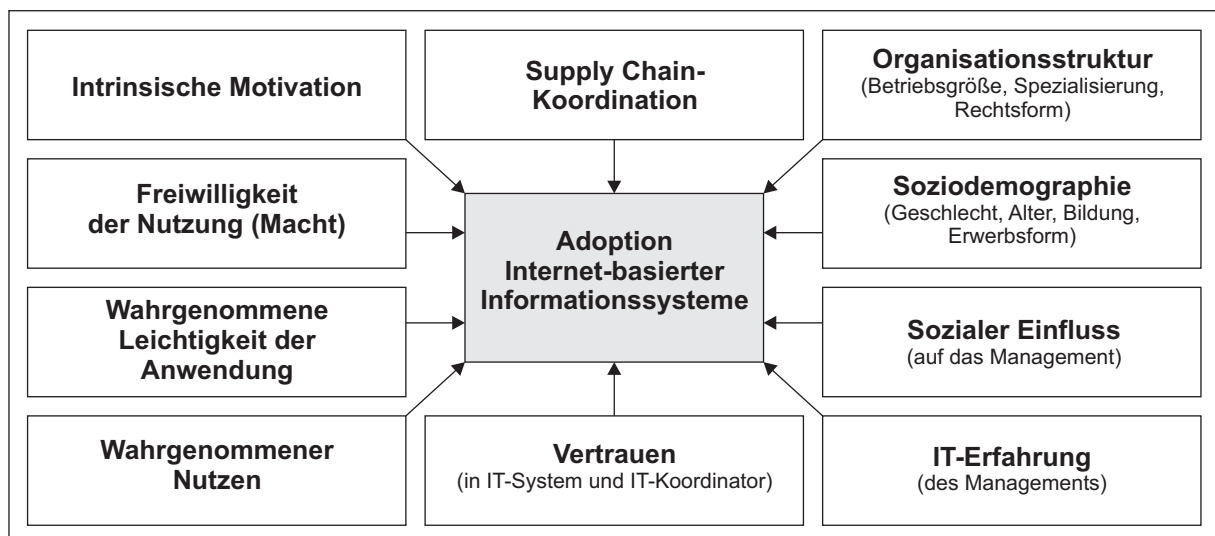 Intrinsische Motivation
Supply Chain-
Koordination
Organisationsstruktur
(Betriebsgröße, Spezialisierung,
Rechtsform)
Freiwilligkeit
der Nutzung (Macht)
Adoption
Internet-basierter
Informationssysteme
Soziodemographie
(Geschlecht, Alter, Bildung,
Erwerbsform)
Wahrgenommene
Leichtigkeit der
Anwendung
Sozialer Einfluss
(auf das Management)
Wahrgenommener
Nutzen
Vertrauen
(in IT-System und IT-Koordinator)
IT-Erfahrung
(des Managements)